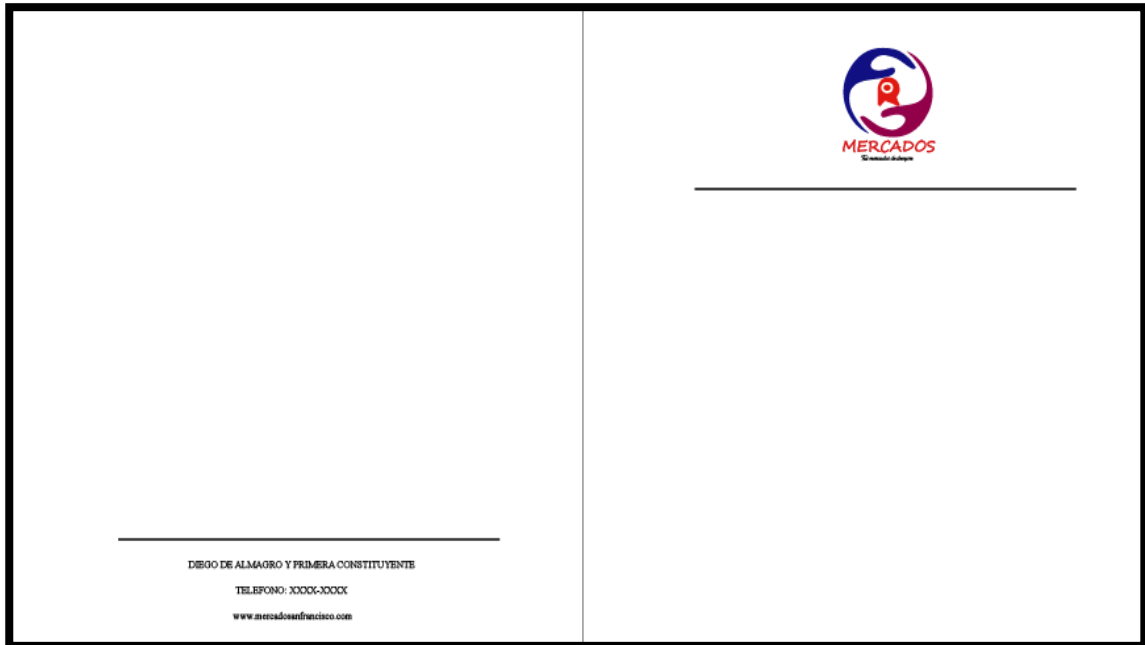 DIEGO DE ALMAGRO Y PRIMERA CONSTITUYENTE
TELEFONO: XXXX-XXXX
www.mercadosanfrancisco.com
R
MERCADOS